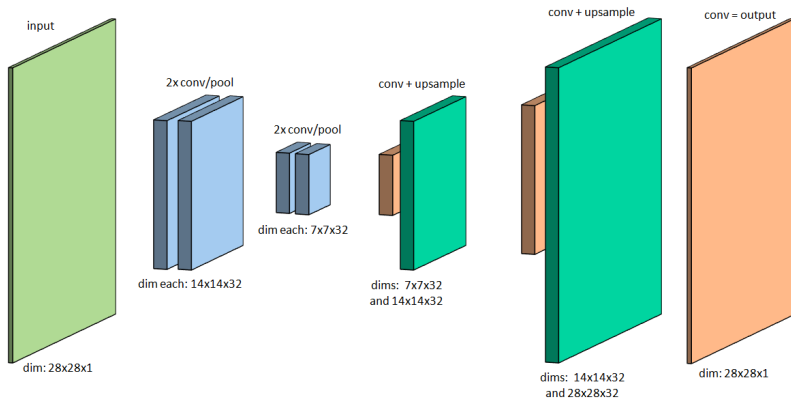 input
2x conv/pool
2x conv/pool
conv + upsample
conv + upsample
conv = output
dim: 28x28x1
dim each: 14x14x32
dim each: 7x7x32
dims:  7x7x32
and 14x14x32
dims:  14x14x32
and 28x28x32
dim: 28x28x1